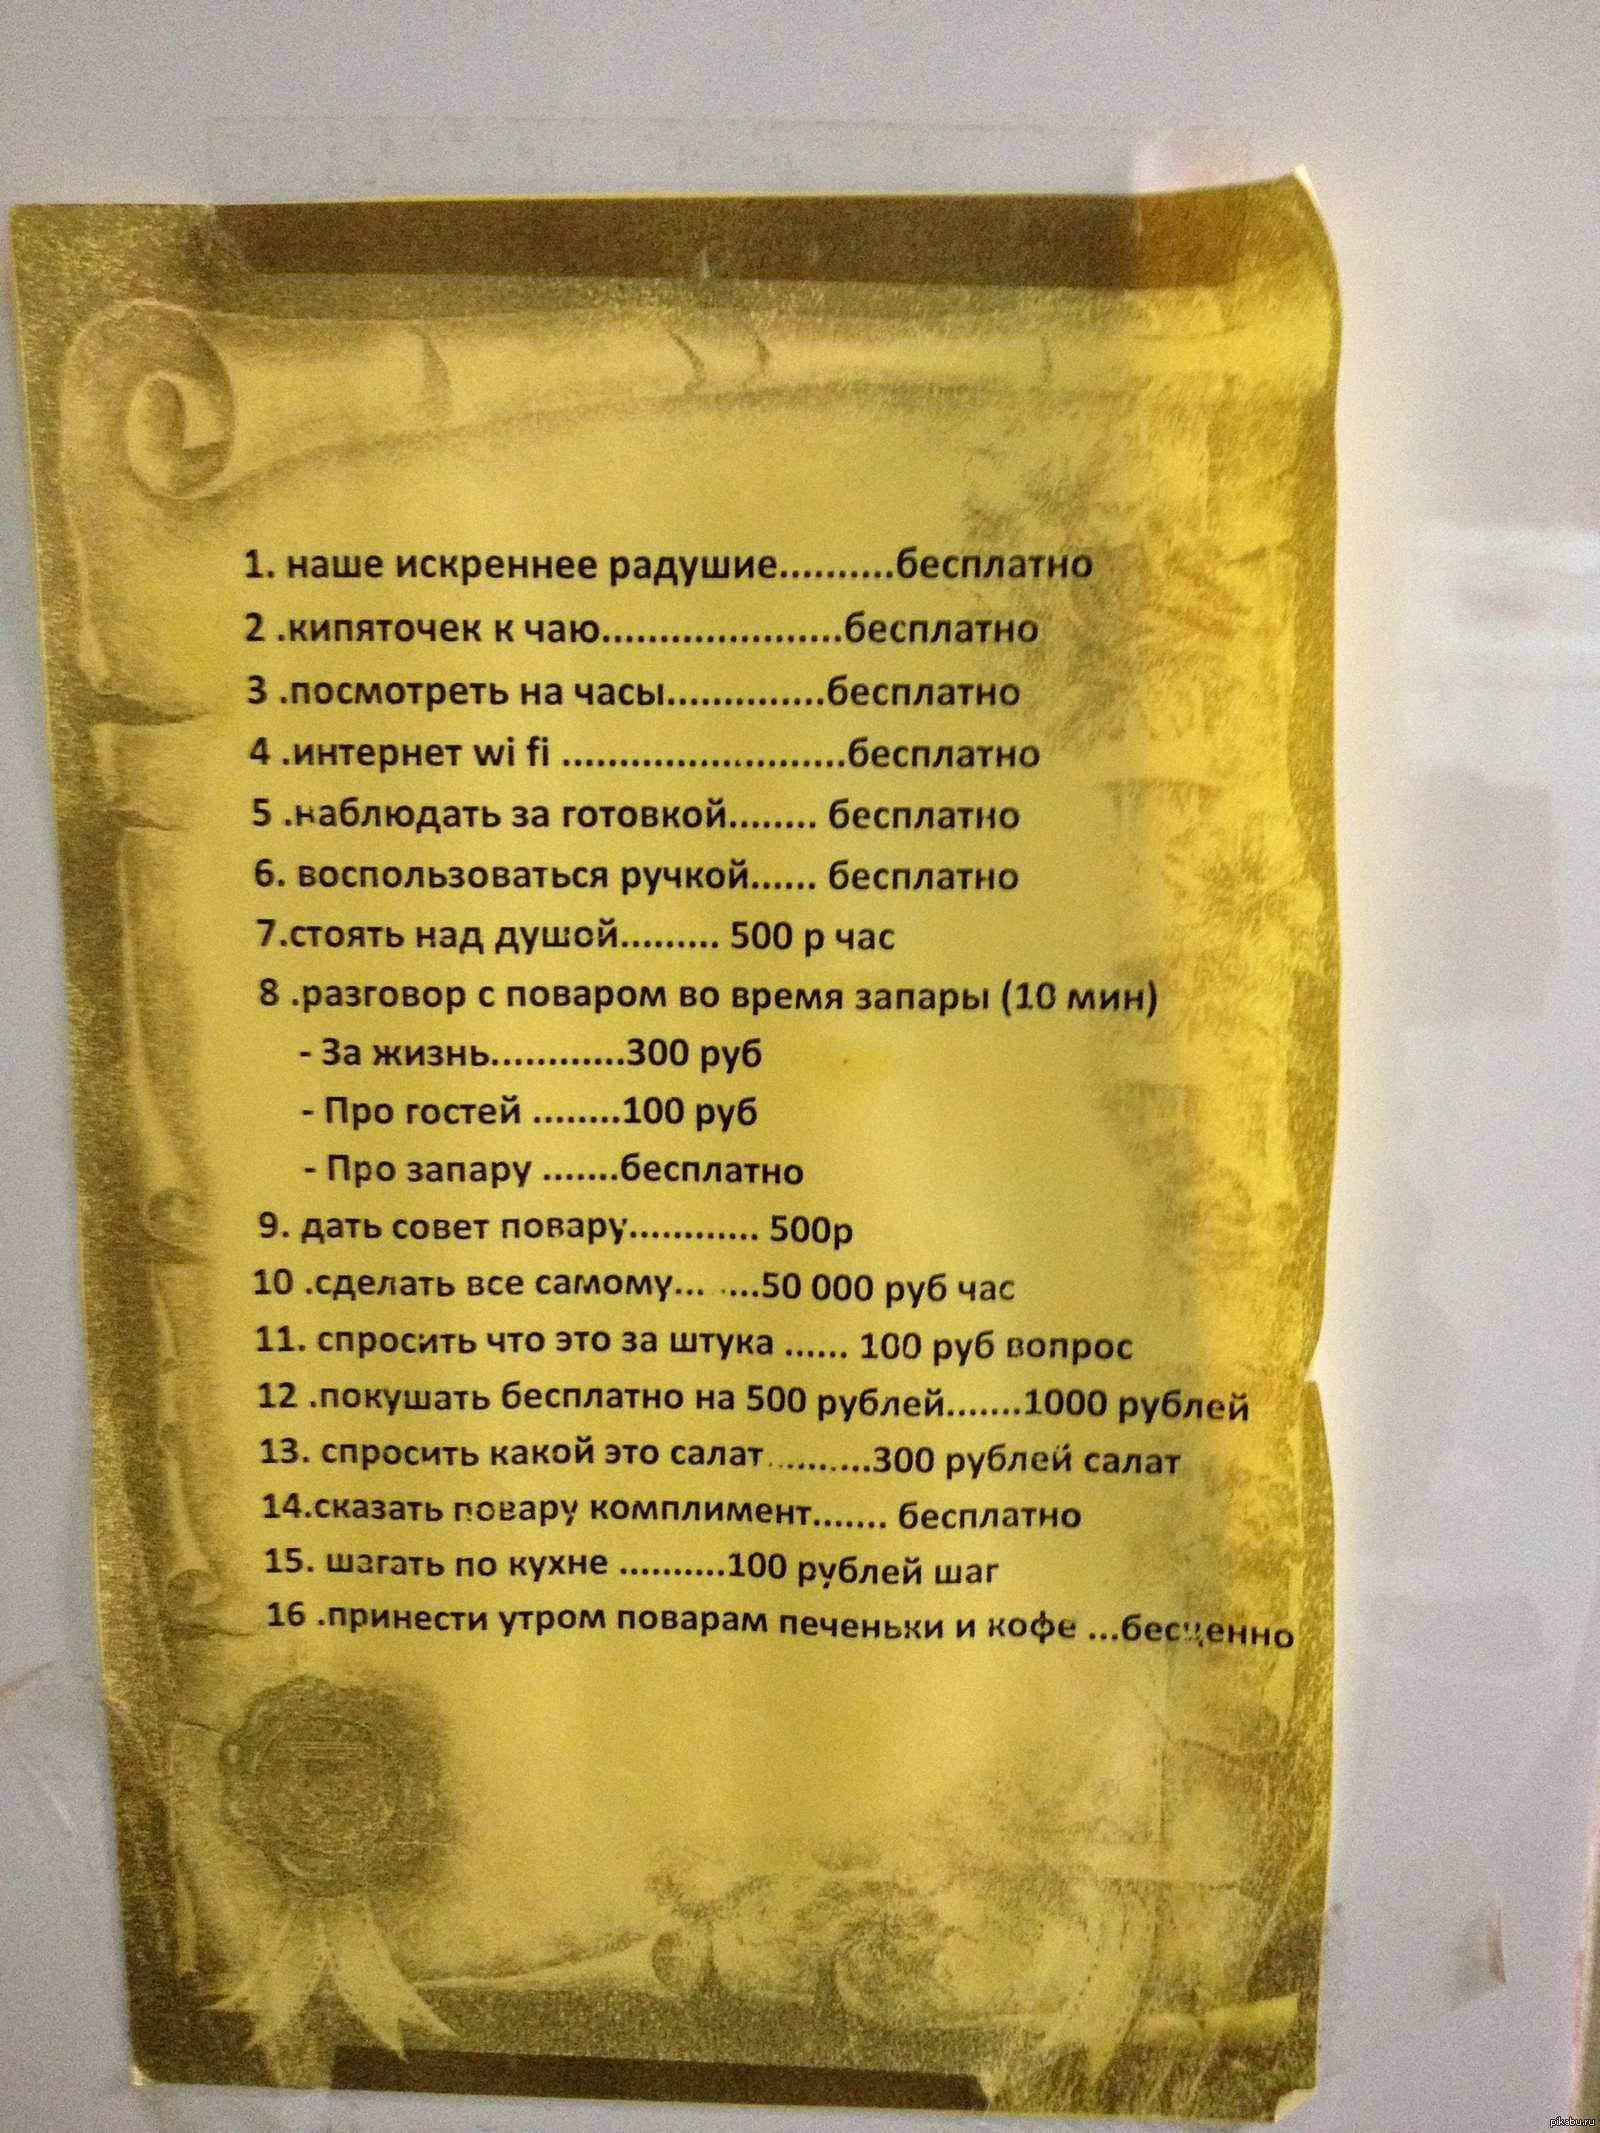 1. наше искреннее радушие..........бесплатно
2 .кипяточек к чаю.....................бесплатно
3 .посмотреть на часы..............бесплатно
4 .интернет wi fi .........................бесплатно
5 .наблюдать за готовкой........ бесплатно
6. воспользоваться ручкой...... бесплатно
7.стоять над душой......... 500 р час
8 .разговор с поваром во время запары (10 мин)
- За жизнь............300 руб
- Про гостей ........100 руб
- Про запару .......бесплатно
9. дать совет повару............ 500р
10 .сделать все самому... ....50 000 руб час
11. спросить что это за штука ...... 100 руб вопрос
12 .покушать бесплатно на 500 рублей.......1000 рублей
13. спросить какой это салат..........300 рублей салат
14.сказать повару комплимент....... бесплатно
15. шагать по кухне ..........100 рублей шаг
16 .принести утром поварам печеньки и кофе ...бесценно
pikabu.ru